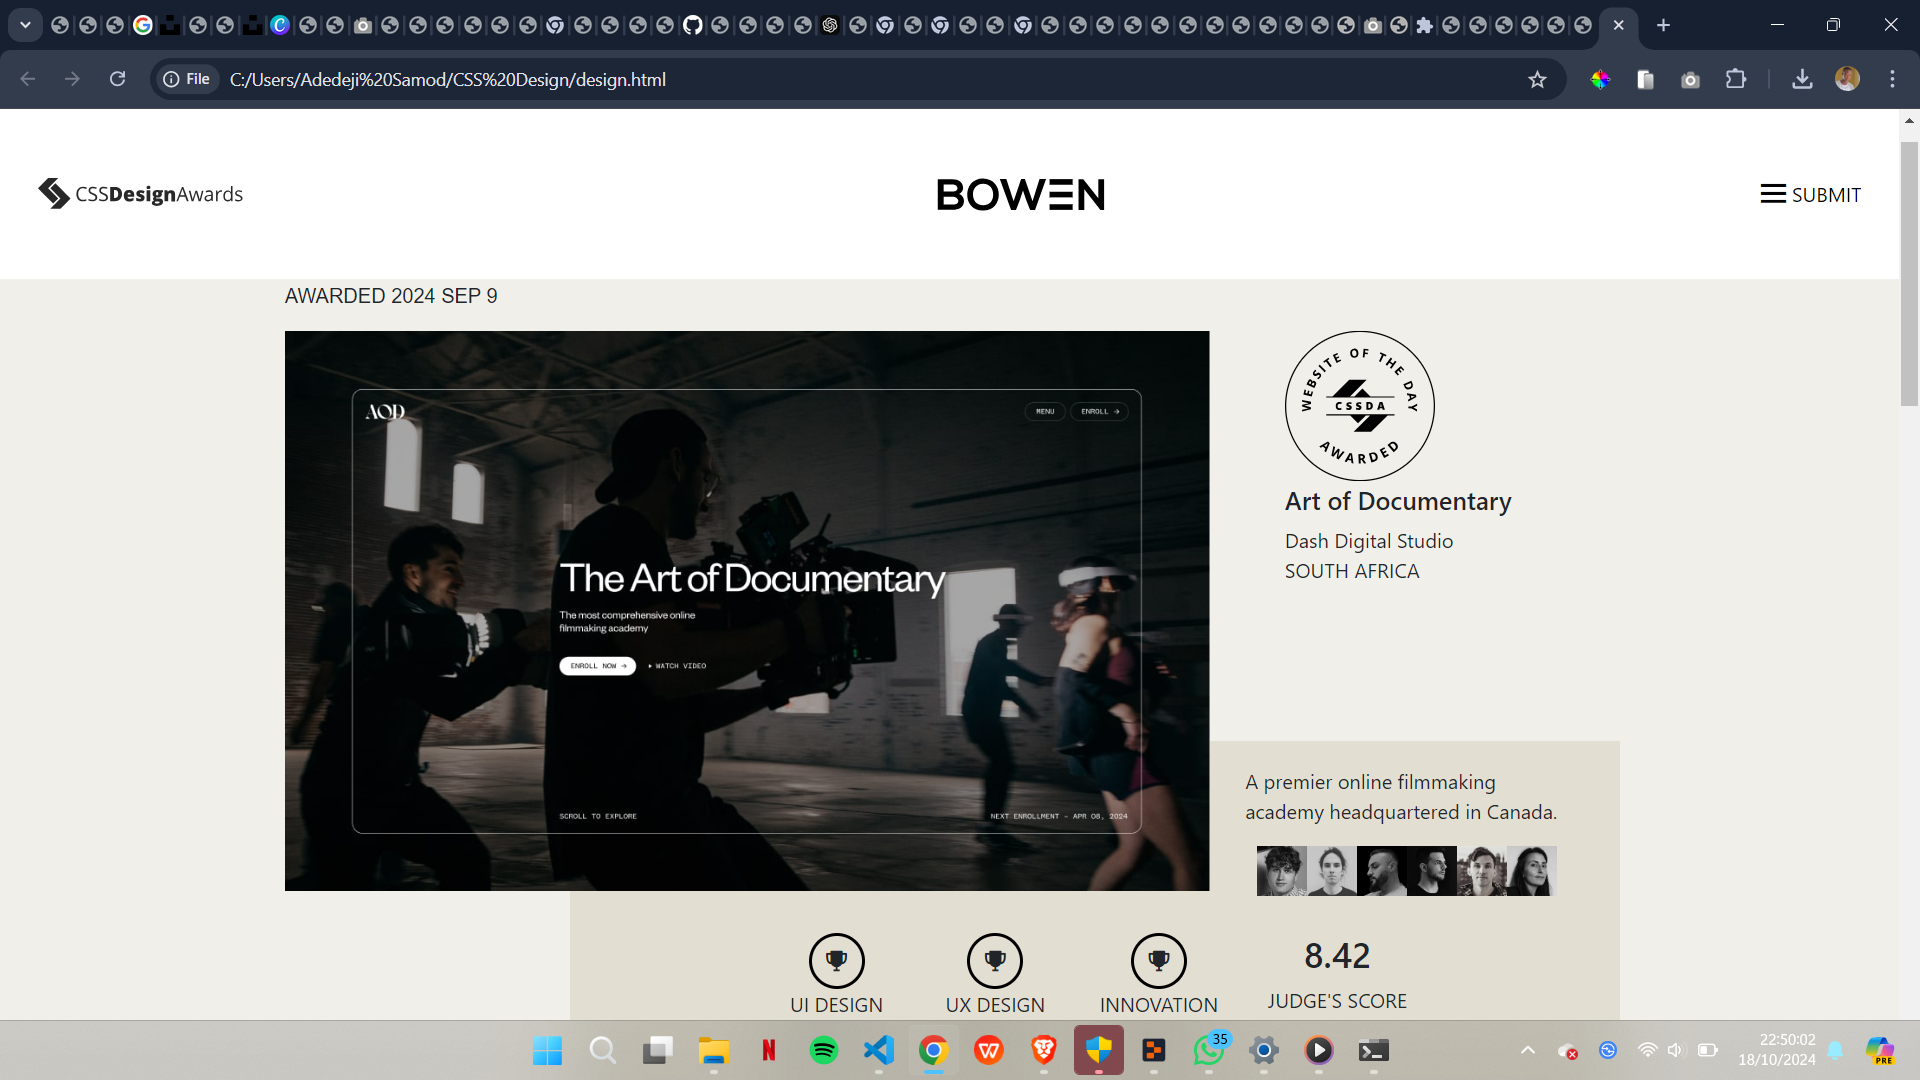 File
C:/Users/Adedeji%20Samod/CSS%20Design/design.html
CSSDesignAwards
BOWEN
SUBMIT
AWARDED 2024 SEP 9
AOD
MENU
ENROLL →
The Art of Documentary
The most comprehensive online
filmmaking academy
ENROLL NOW →
WATCH VIDEO
SCROLL TO EXPLORE
NEXT ENROLLMENT - APR 08, 2024
WEBSITE OF THE DAY
CSSDA
AWARDED
Art of Documentary
Dash Digital Studio
SOUTH AFRICA
A premier online filmmaking
academy headquartered in Canada.
UI DESIGN
UX DESIGN
INNOVATION
8.42
JUDGE'S SCORE
35
22:50:02
18/10/2024
PRE